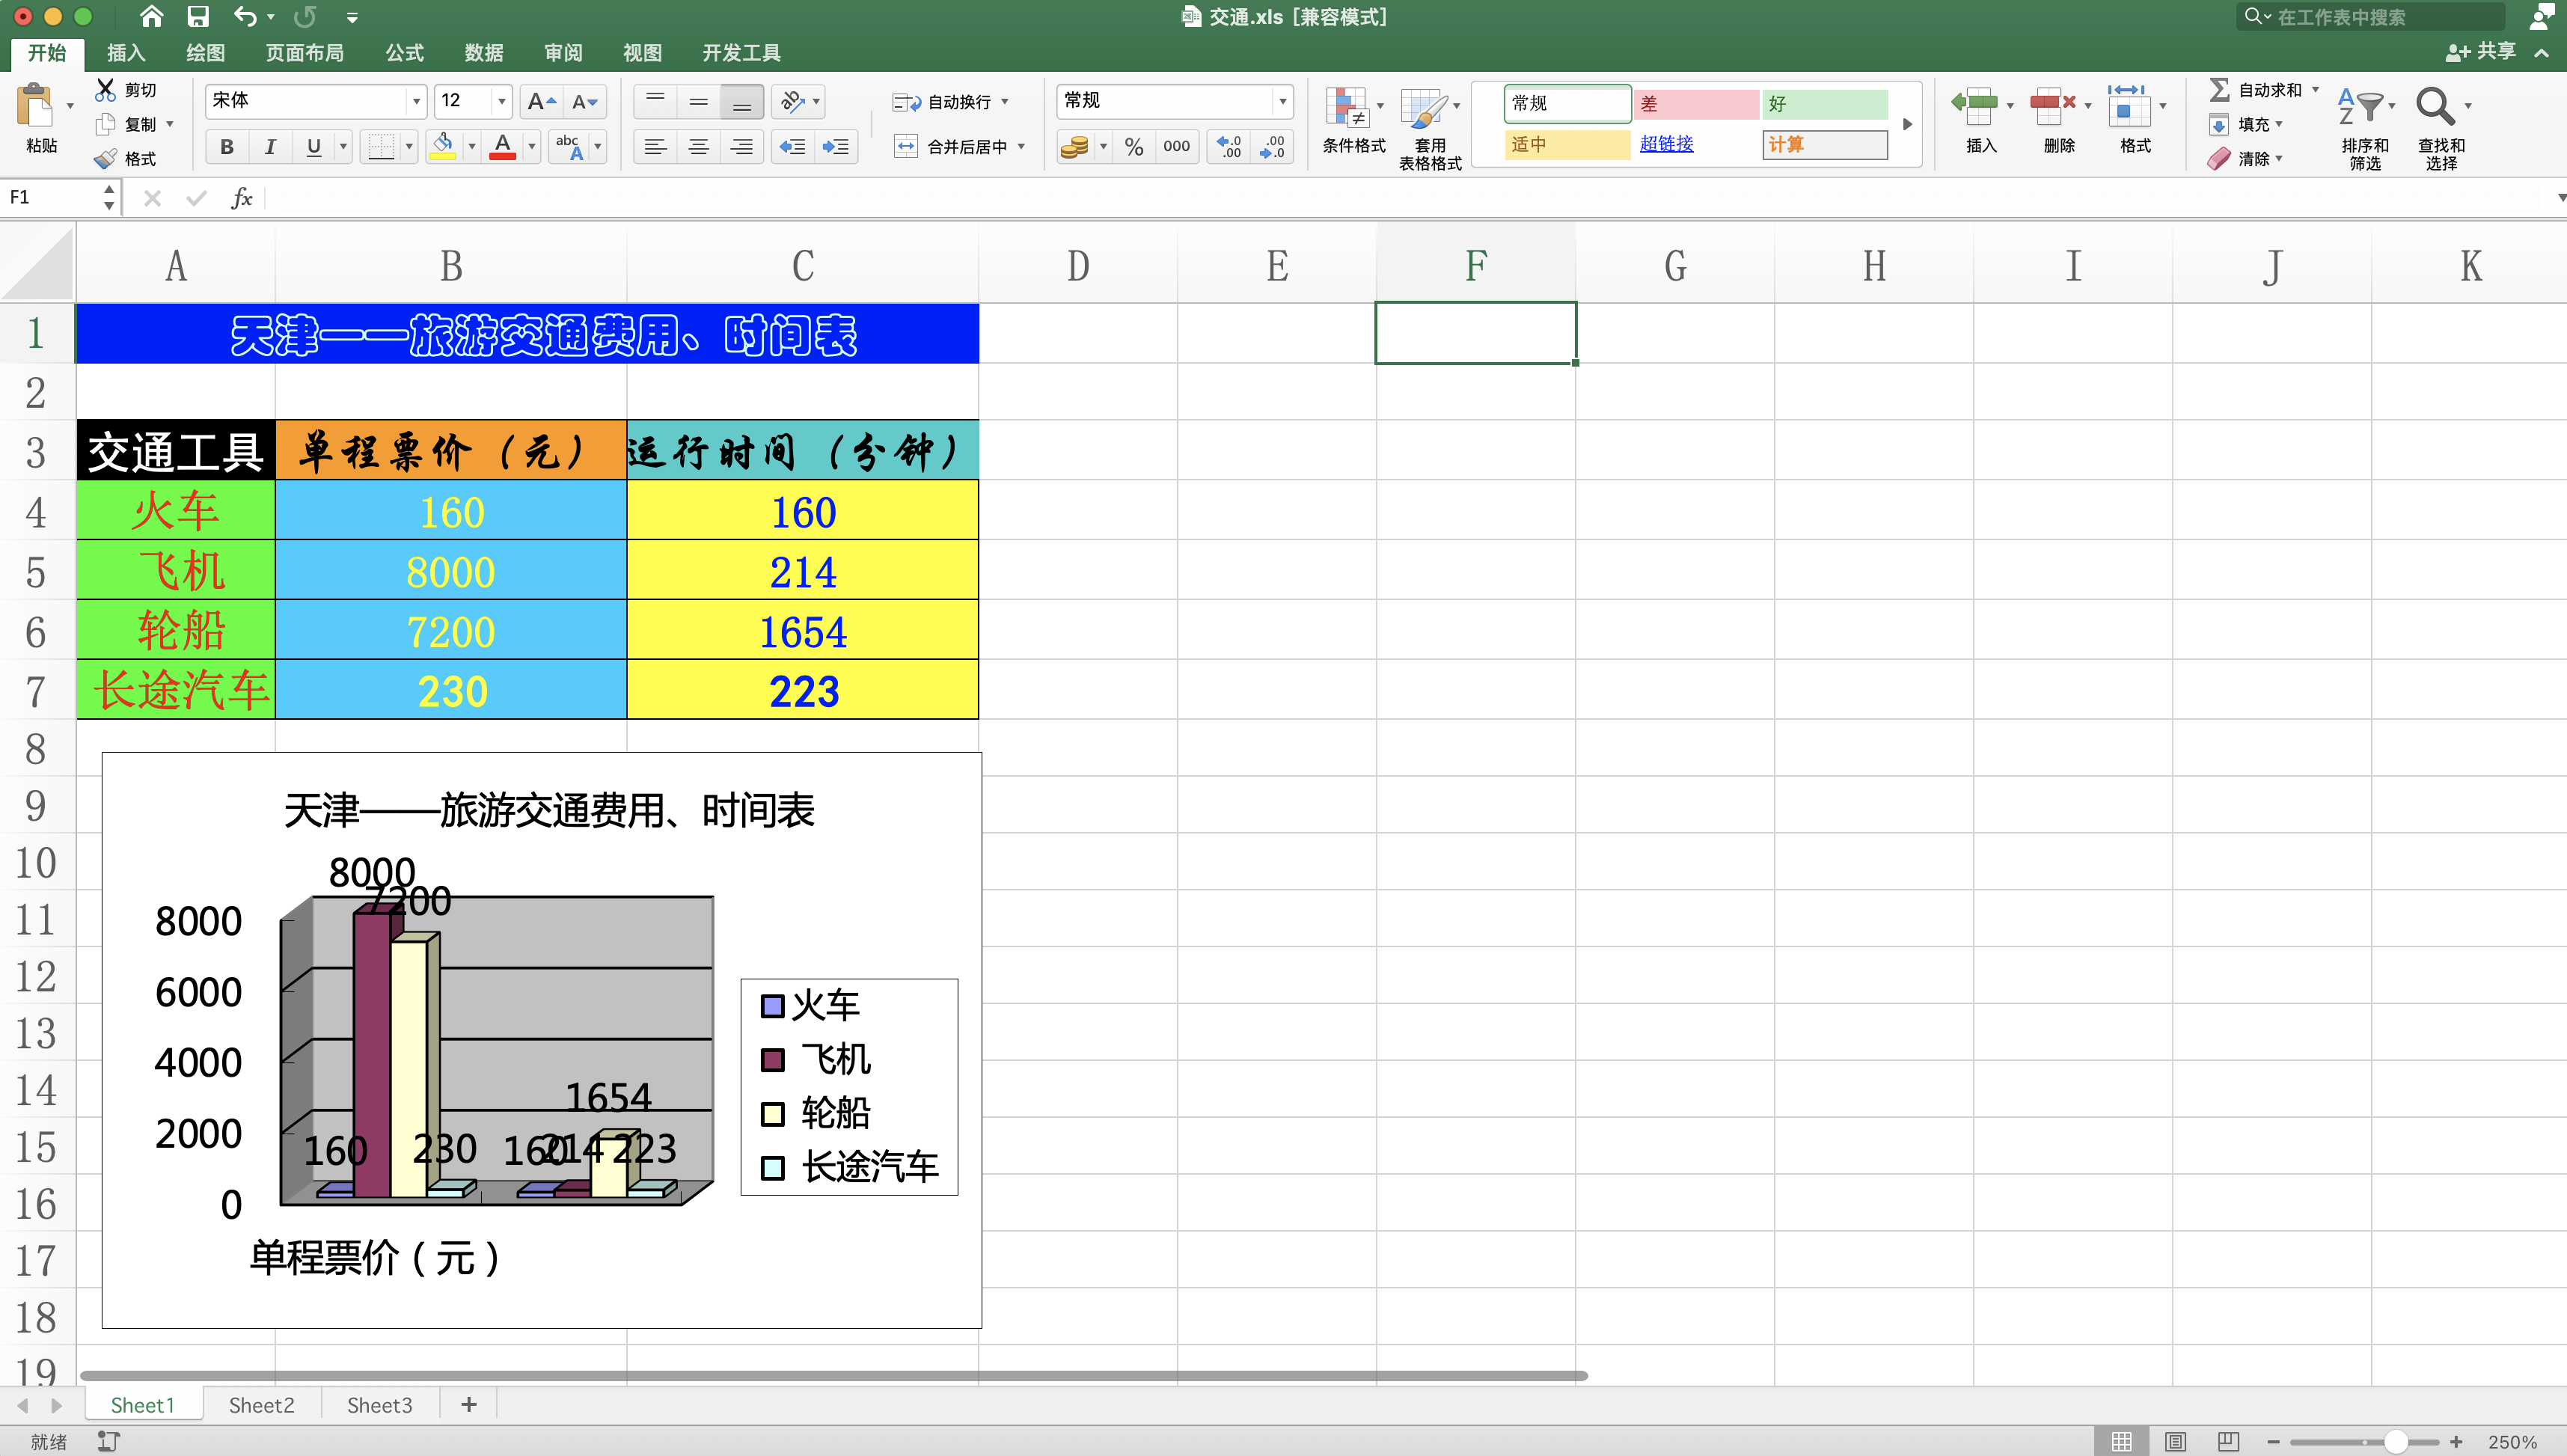 交通.xls [兼容模式]
在工作表中搜索
开始 插入 绘图 页面布局 公式 数据 审阅 视图 开发工具
共享
粘贴
剪切
复制
格式
宋体 12
A A
B I U A abc A
ab
自动换行
合并后居中
常规
% 000 .0 .00 .00 .0
条件格式
套用
表格格式
常规 差 好
适中 超链接 计算
插入 删除 格式
自动求和
填充
清除
A Z
排序和
筛选
查找和
选择
F1 fx
A B C D E F G H I J K
1 天津——旅游交通费用、时间表
2
3 交通工具 单程票价（元） 运行时间（分钟）
4 火车 160 160
5 飞机 8000 214
6 轮船 7200 1654
7 长途汽车 230 223
8
9
10
11
12
13
14
15
16
17
18
19
天津——旅游交通费用、时间表
8000
7200
8000
6000
4000
2000
0
1654
160 230 160 214 223
单程票价（元）
火车
飞机
轮船
长途汽车
Sheet1 Sheet2 Sheet3 +
就绪
250%